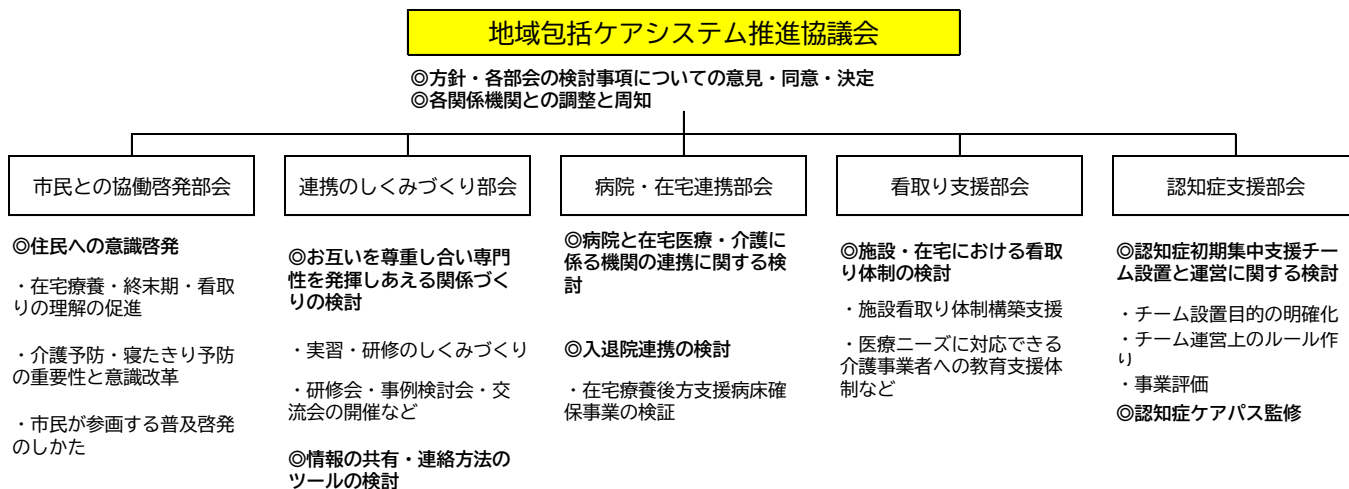 地域包括ケアシステム推進協議会
◎方針・各部会の検討事項についての意見・同意・決定
◎各関係機関との調整と周知
市民との協働啓発部会
◎住民への意識啓発
・在宅療養・終末期・看取
りの理解の促進
・介護予防・寝たきり予防
の重要性と意識改革
・市民が参画する普及啓発
のしかた
連携のしくみづくり部会
◎お互いを尊重し合い専門
性を発揮しあえる関係づく
りの検討
・実習・研修のしくみづくり
・研修会・事例検討会・交
流会の開催など
◎情報の共有・連絡方法の
ツールの検討
病院・在宅連携部会
◎病院と在宅医療・介護に
係る機関の連携に関する検
討
◎入退院連携の検討
・在宅療養後方支援病床確
保事業の検証
看取り支援部会
◎施設・在宅における看取
り体制の検討
・施設看取り体制構築支援
・医療ニーズに対応できる
介護事業者への教育支援体
制など
認知症支援部会
◎認知症初期集中支援チー
ム設置と運営に関する検討
・チーム設置目的の明確化
・チーム運営上のルール作
り
・事業評価
◎認知症ケアパス監修